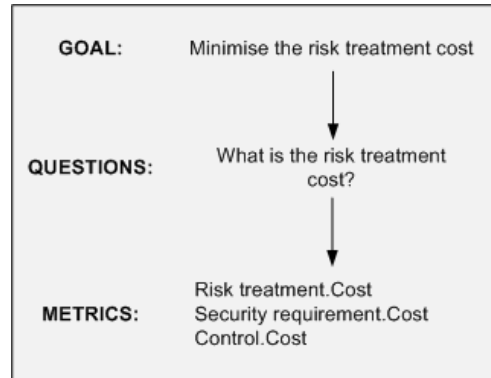 GOAL: Minimise the risk treatment cost
QUESTIONS: What is the risk treatment
cost?
METRICS: Risk treatment.Cost
Security requirement.Cost
Control.Cost